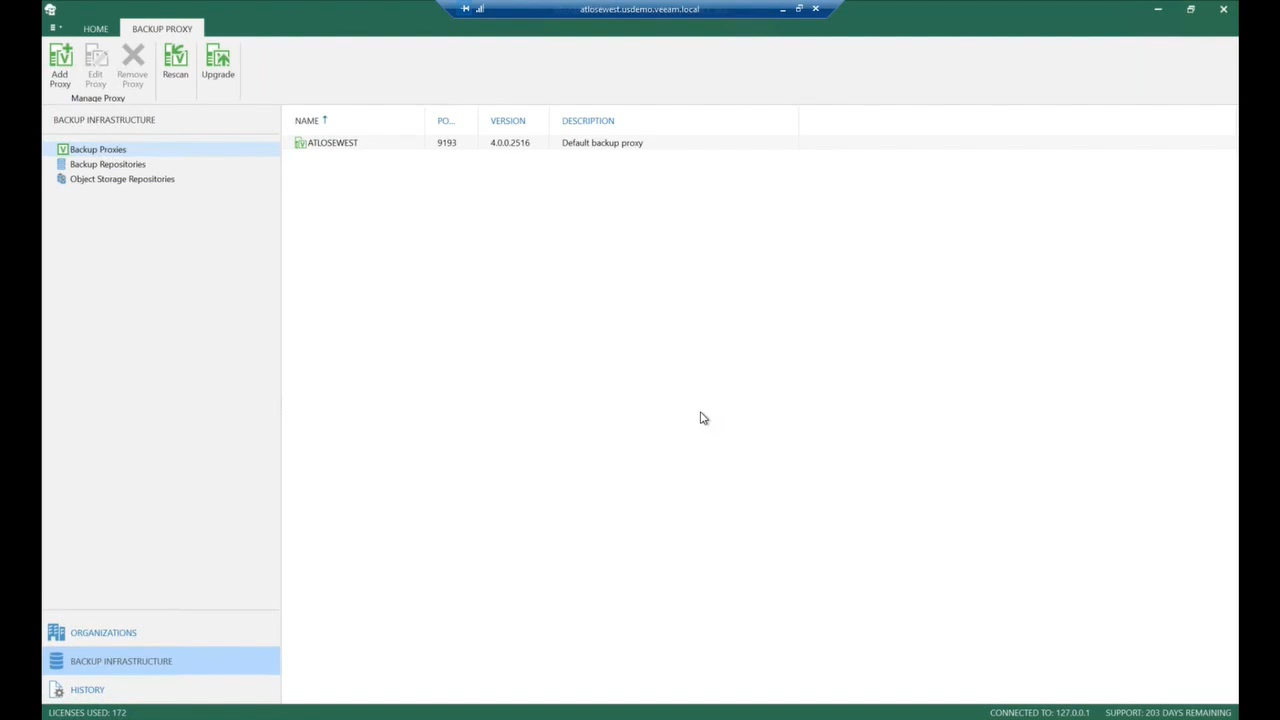 atlosewest.usdemo.veeam.local
HOME
BACKUP PROXY
Add Proxy
Edit Proxy
Remove Proxy
Rescan
Upgrade
Manage Proxy
BACKUP INFRASTRUCTURE
Backup Proxies
Backup Repositories
Object Storage Repositories
NAME PO... VERSION DESCRIPTION
ATLOSEWEST 9193 4.0.0.2516 Default backup proxy
ORGANIZATIONS
BACKUP INFRASTRUCTURE
HISTORY
LICENSES USED: 172
CONNECTED TO: 127.0.0.1 SUPPORT: 203 DAYS REMAINING